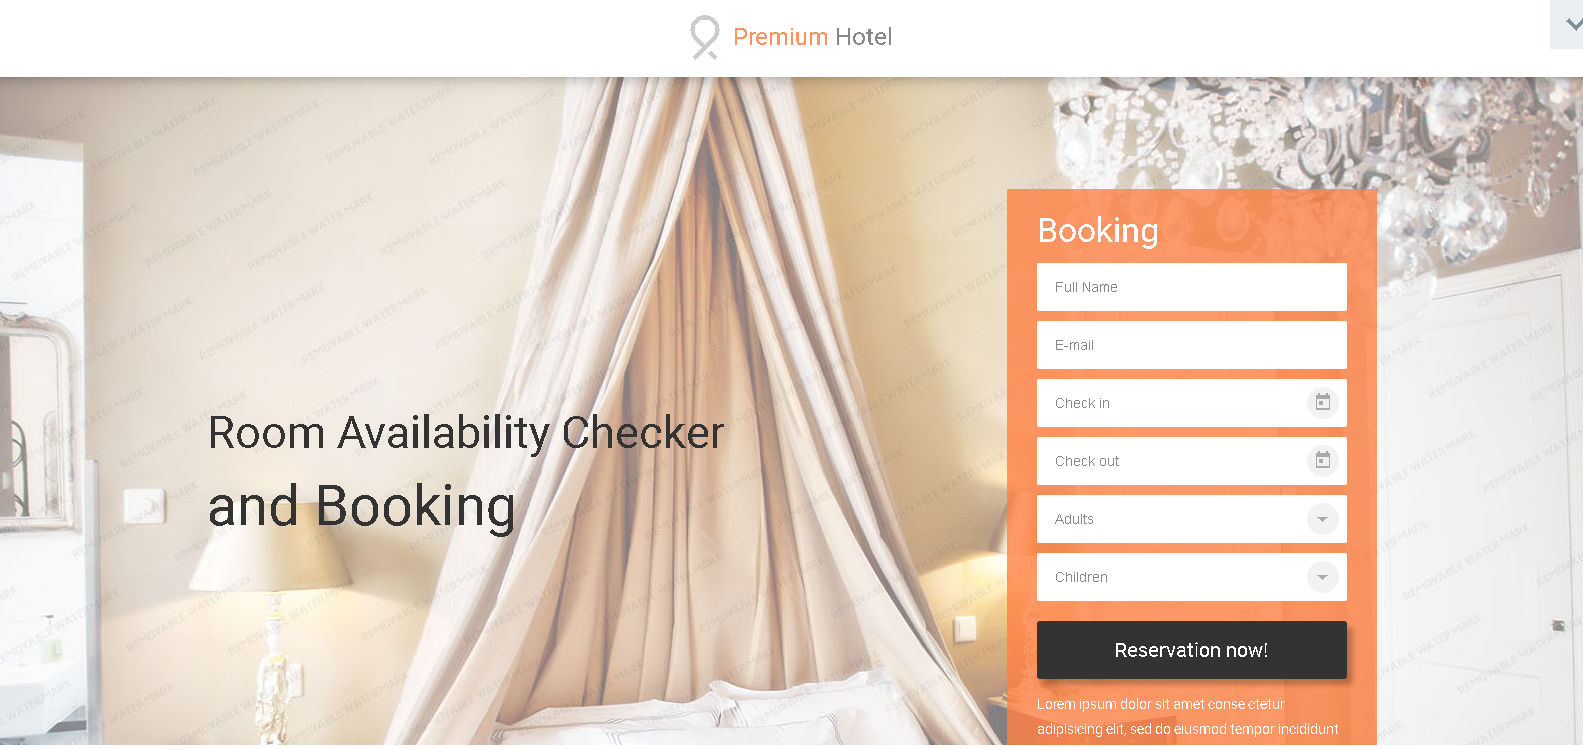 Premium Hotel
Room Availability Checker
and Booking
Booking
Full Name
E-mail
Check in
Check out
Adults
Children
Reservation now!
Lorem ipsum dolor sit amet conse ctetur
adipisicing elit, sed do eiusmod tempor incididunt
REMOVABLE WATERMARK